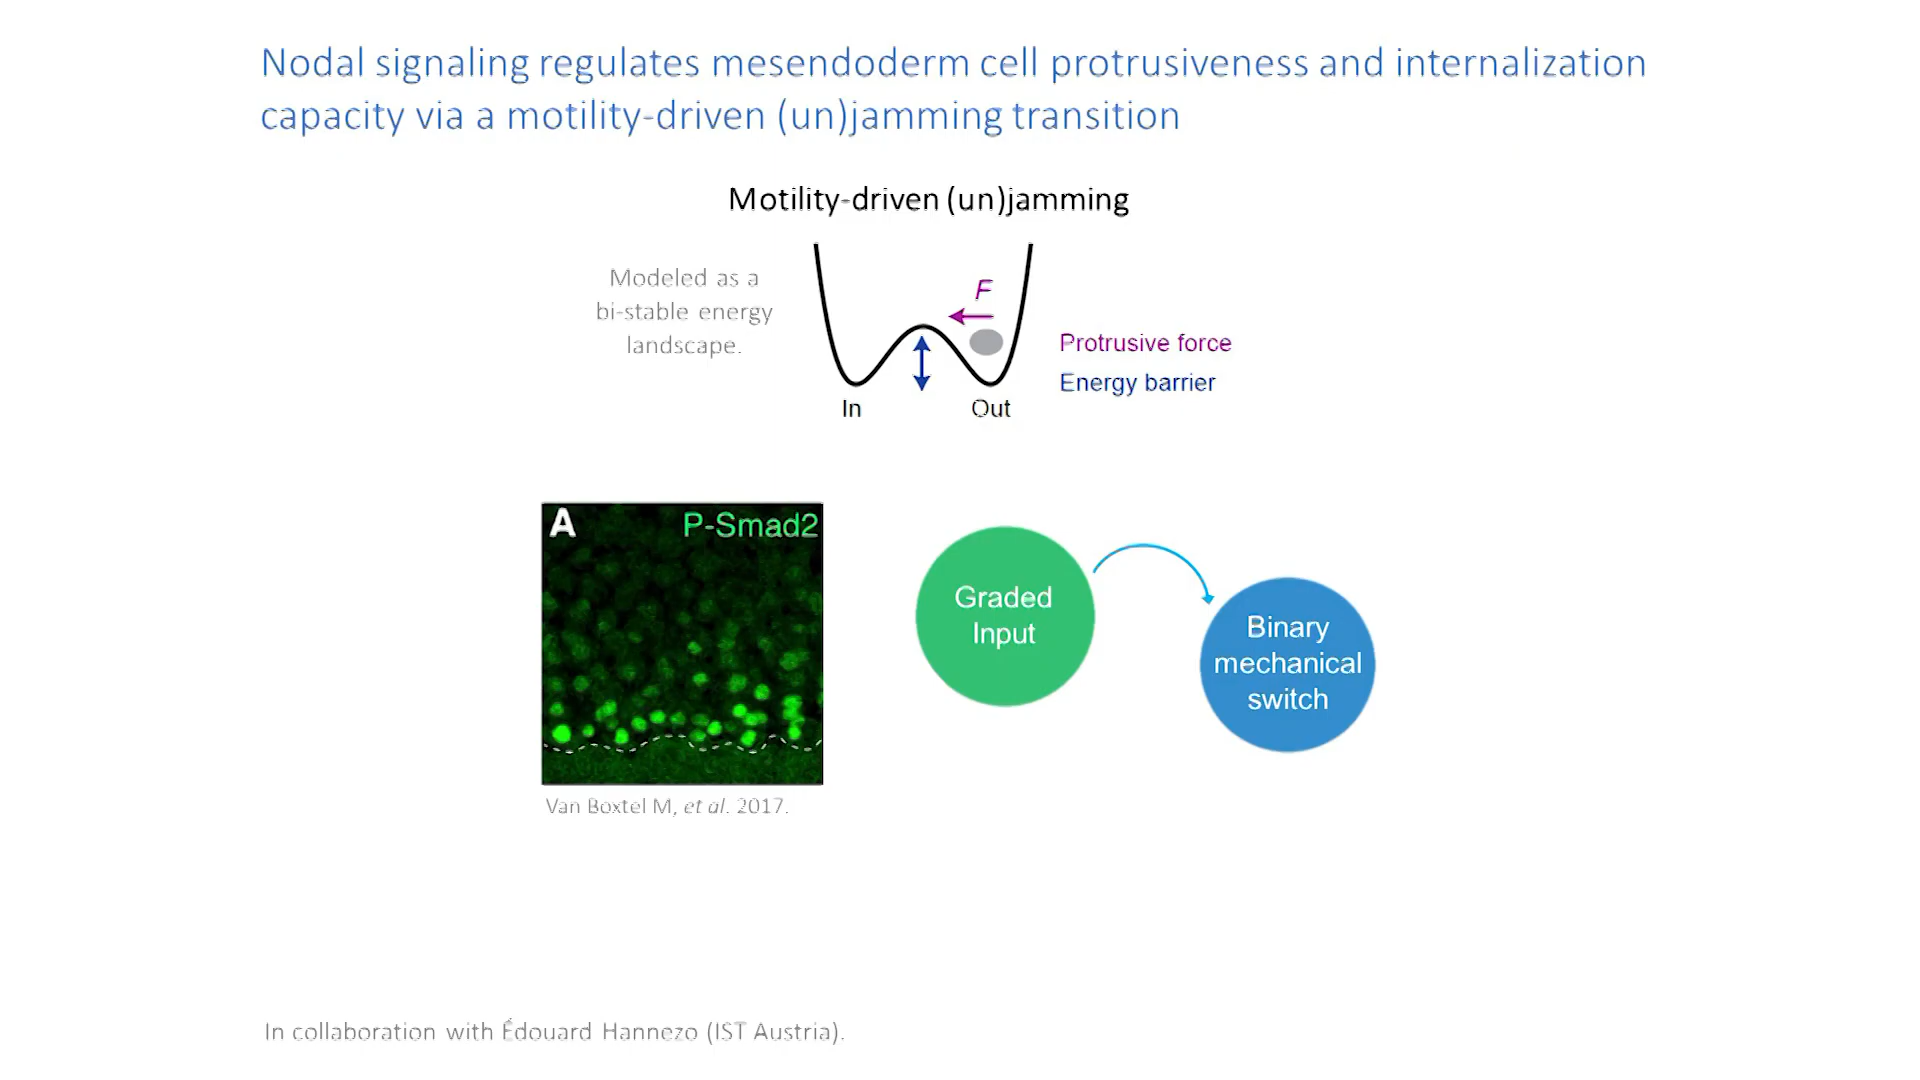 Nodal signaling regulates mesendoderm cell protrusiveness and internalization
capacity via a motility-driven (un)jamming transition
Motility-driven (un)jamming
Modeled as a
bi-stable energy
landscape.
F
Protrusive force
Energy barrier
In
Out
A
P-Smad2
Graded
Input
Binary
mechanical
switch
Van Boxtel M, et al. 2017.
In collaboration with Édouard Hannezo (IST Austria).